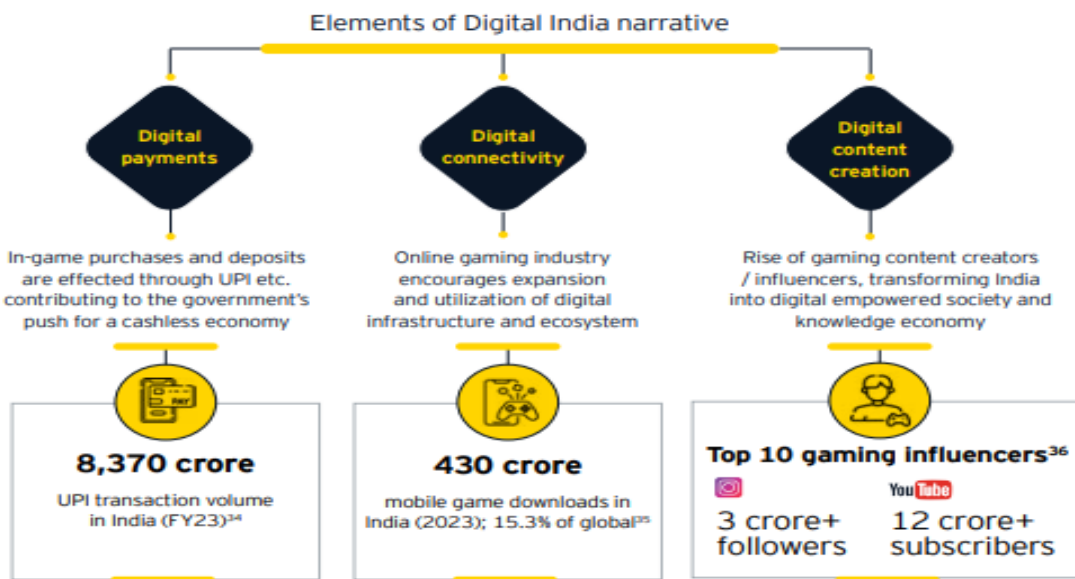 Elements of Digital India narrative
Digital
payments
Digital
connectivity
Digital
content
creation
In-game purchases and deposits
are effected through UPI etc.
contributing to the government's
push for a cashless economy
Online gaming industry
encourages expansion
and utilization of digital
infrastructure and ecosystem
Rise of gaming content creators
/ influencers, transforming India
into digital empowered society and
knowledge economy
PAY
8,370 crore
UPI transaction volume
in India (FY23)³⁴
430 crore
mobile game downloads in
India (2023); 15.3% of global³⁵
Top 10 gaming influencers³⁶
YouTube
3 crore+
followers
12 crore+
subscribers